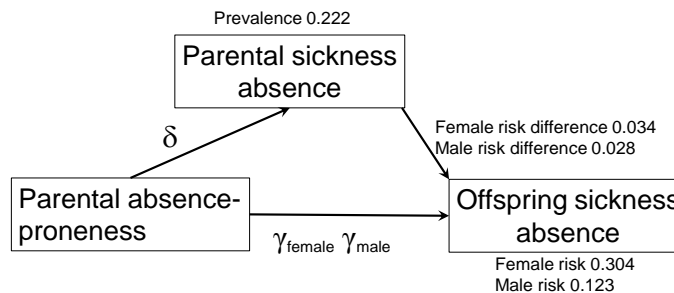 Prevalence 0.222
Parental sickness
absence
δ
Female risk difference 0.034
Male risk difference 0.028
Parental absence-
proneness
Offspring sickness
absence
γfemale γmale
Female risk 0.304
Male risk 0.123